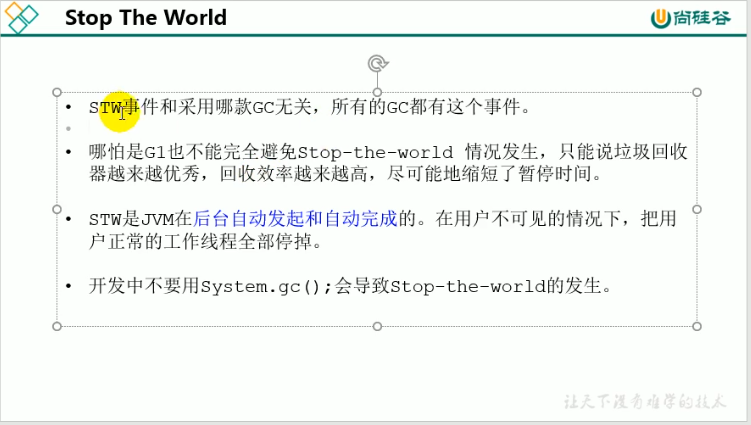 Stop The World
尚硅谷
• STW事件和采用哪款GC无关，所有的GC都有这个事件。
• 哪怕是G1也不能完全避免Stop-the-world 情况发生，只能说垃圾回收
器越来越优秀，回收效率越来越高，尽可能地缩短了暂停时间。
• STW是JVM在后台自动发起和自动完成的。在用户不可见的情况下，把用
户正常的工作线程全部停掉。
• 开发中不要用System.gc();会导致Stop-the-world的发生。
让天下没有难学的技术